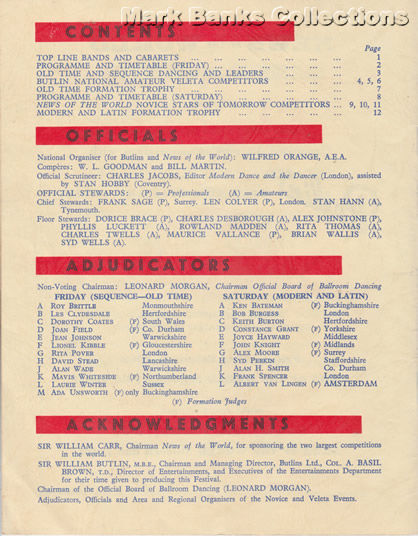 Mark Banks Collections
CONTENTS
Page
TOP LINE BANDS AND CABARETS ... ... ... ... ... 1
PROGRAMME AND TIMETABLE (FRIDAY) ... ... ... ... 2
OLD TIME AND SEQUENCE DANCING AND LEADERS ... ... ... 3
BUTLIN NATIONAL AMATEUR VELETA COMPETITORS ... ... 4, 5, 6
OLD TIME FORMATION TROPHY ... ... ... ... ... 7
PROGRAMME AND TIMETABLE (SATURDAY) ... ... ... ... 8
NEWS OF THE WORLD NOVICE STARS OF TOMORROW COMPETITORS ... 9, 10, 11
MODERN AND LATIN FORMATION TROPHY ... ... ... ... 12
OFFICIALS
National Organiser (for Butlins and News of the World): WILFRED ORANGE, A.E.A.
Compères: W. L. GOODMAN and BILL MARTIN.
Official Scrutineer: CHARLES JACOBS, Editor Modern Dance and the Dancer (London), assisted
by STAN HOBBY (Coventry).
OFFICIAL STEWARDS: (P) = Professionals (A) = Amateurs.
Chief Stewards: FRANK SAGE (P), Surrey. LEN COLYER (P), London. STAN HANN (A),
Tynemouth.
Floor Stewards: DORICE BRACE (P), CHARLES DESBOROUGH (A), ALEX JOHNSTONE (P),
PHYLLIS LUCKETT (A), ROWLAND MADDEN (A), RITA THOMAS (A),
CHARLES TWELLS (A), MAURICE VALLANCE (P), BRIAN WALLIS (A),
SYD WELLS (A).
ADJUDICATORS
Non-Voting Chairman: LEONARD MORGAN, Chairman Official Board of Ballroom Dancing
FRIDAY (SEQUENCE—OLD TIME)
A ROY BRITTLE Monmouthshire
B LES CLYDESDALE Hertfordshire
C DOROTHY COATES (F) South Wales
D JOAN FIELD (F) Co. Durham
E JEAN JOHNSON Warwickshire
F LIONEL KIBBLE (F) Gloucestershire
G RITA POVER London
H DAVID STEAD Lancashire
J ALAN WADE Warwickshire
K MAVIS WHITESIDE (F) Northumberland
L LAURIE WINTER Sussex
M ADA UNSWORTH (F) only Buckinghamshire
SATURDAY (MODERN AND LATIN)
A KEN BATEMAN (F) Buckinghamshire
B BOB BURGESS London
C KEITH BURTON Hertfordshire
D CONSTANCE GRANT (F) Yorkshire
E JOYCE HAYWARD Middlesex
F JOHN KNIGHT (F) Midlands
G ALEX MOORE (F) Surrey
H SYD PERKIN Staffordshire
J ALAN H. SMITH Co. Durham
K FRANK SPENCER London
L ALBERT VAN LINGEN (F) AMSTERDAM
(F) Formation Judges
ACKNOWLEDGMENTS
SIR WILLIAM CARR, Chairman News of the World, for sponsoring the two largest competitions
in the world.
SIR WILLIAM BUTLIN, M.B.E., Chairman and Managing Director, Butlins Ltd., COL. A. BASIL
BROWN, T.D., Director of Entertainments, and Executives of the Entertainments Department
for their time given to producing this Festival.
Chairman of the Official Board of Ballroom Dancing (LEONARD MORGAN).
Adjudicators, Officials and Area and Regional Organisers of the Novice and Veleta Events.